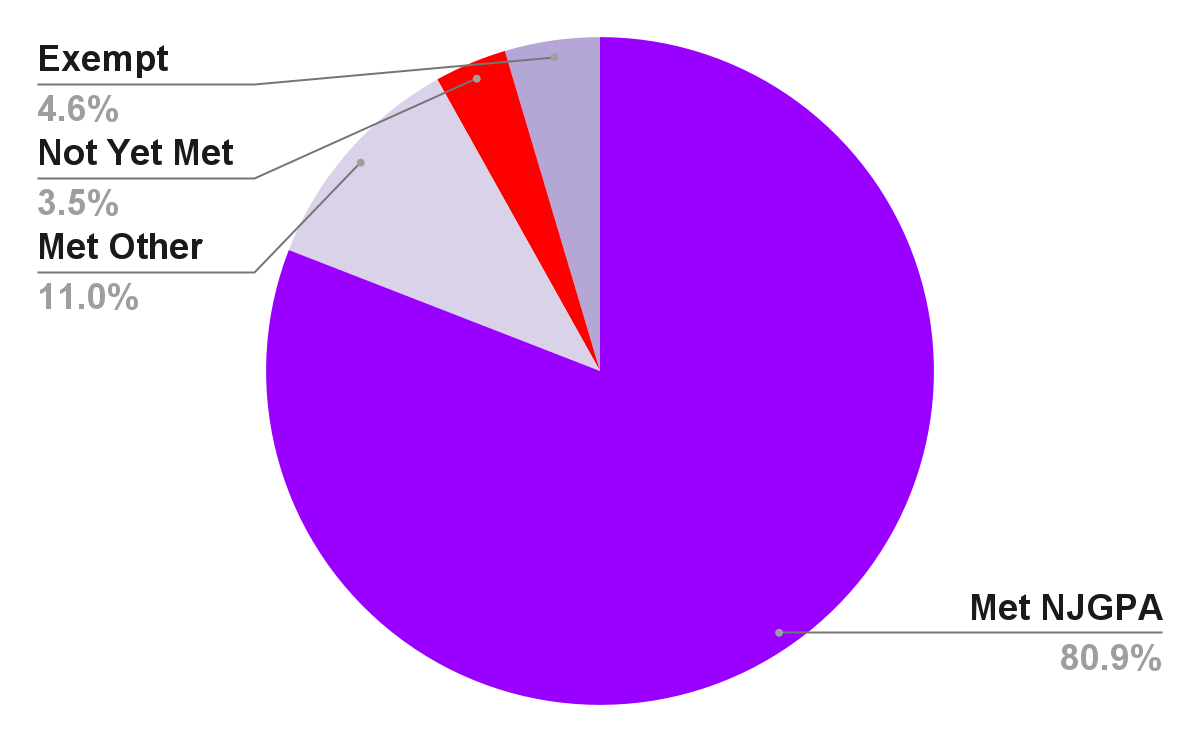 Exempt
4.6%
Not Yet Met
3.5%
Met Other
11.0%
Met NJGPA
80.9%